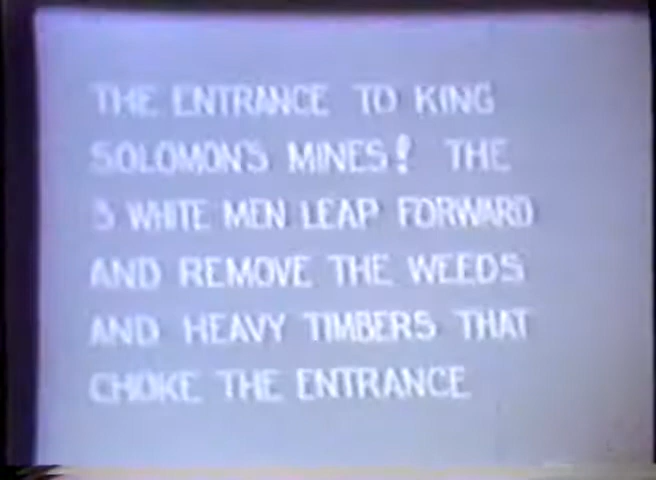 THE ENTRANCE TO KING
SOLOMON'S MINES! THE
3 WHITE MEN LEAP FORWARD
AND REMOVE THE WEEDS
AND HEAVY TIMBERS THAT
CHOKE THE ENTRANCE